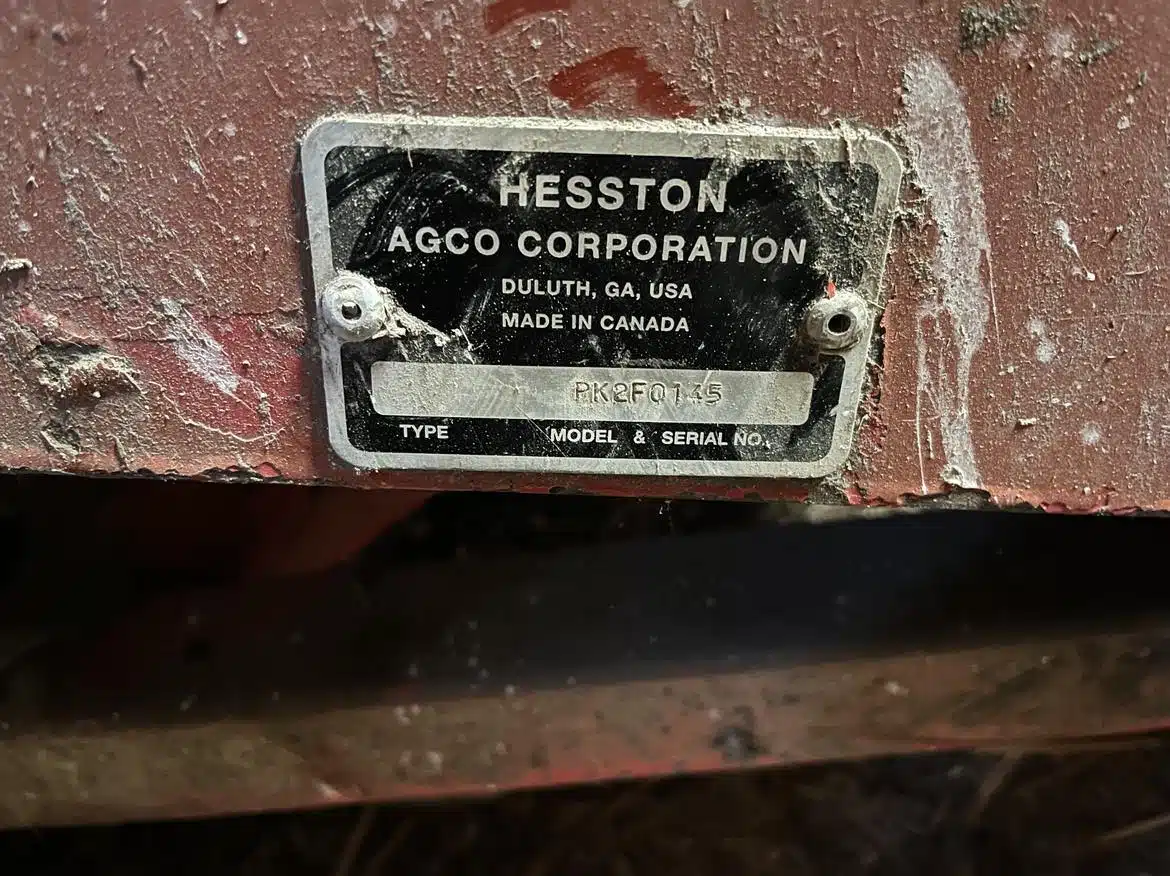 HESSTON
AGCO CORPORATION
DULUTH, GA, USA
MADE IN CANADA
PK2F0145
TYPE MODEL & SERIAL NO.